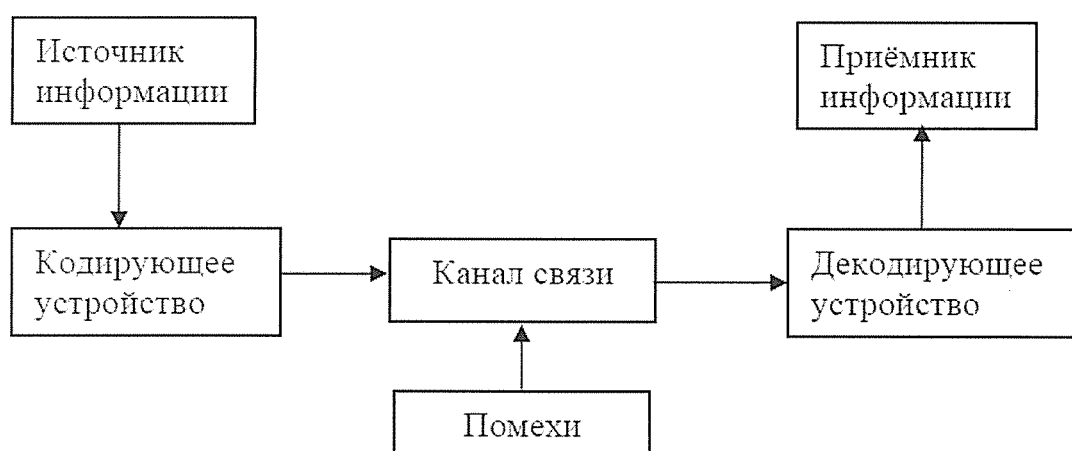 Источник
информации
Приёмник
информации
Кодирующее
устройство
Канал связи
Декодирующее
устройство
Помехи